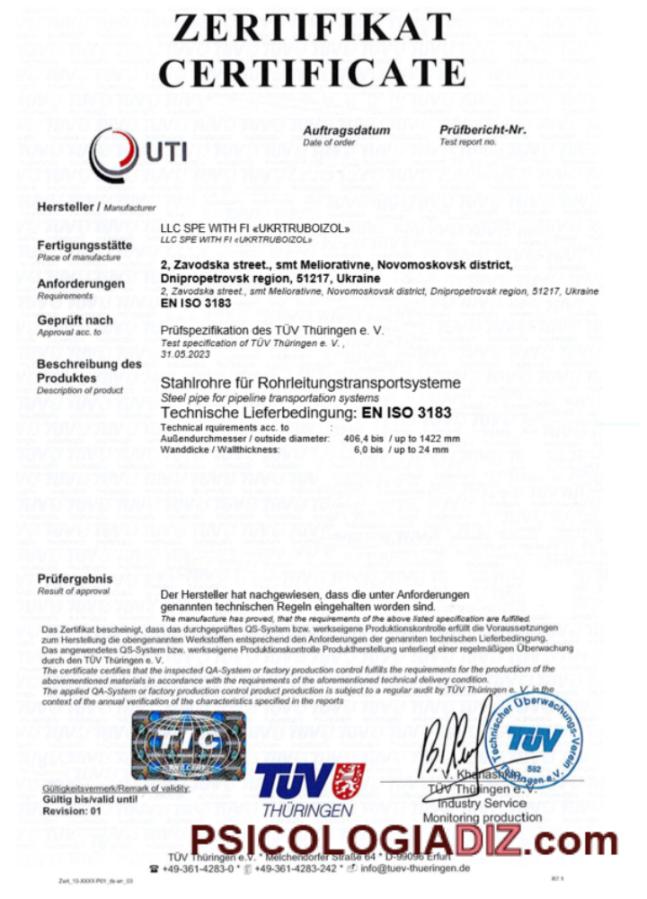 ZERTIFIKAT
CERTIFICATE
UTI
Auftragsdatum
Date of order
Prüfbericht-Nr.
Test report no.
Hersteller / Manufacturer
LLC SPE WITH FI «UKRTRUBOIZOL»
LLC SPE WITH FI «UKRTRUBOIZOL»
Fertigungsstätte
Place of manufacture
2, Zavodska street., smt Meliorativne, Novomoskovsk district,
Dnipropetrovsk region, 51217, Ukraine
2, Zavodska street., smt Meliorativne, Novomoskovsk district, Dnipropetrovsk region, 51217, Ukraine
Anforderungen
Requirements
EN ISO 3183
Geprüft nach
Approval acc. to
Prüfspezifikation des TÜV Thüringen e. V.
Test specification of TÜV Thüringen e. V. ,
31.05.2023
Beschreibung des
Produktes
Description of product
Stahlrohre für Rohrleitungstransportsysteme
Steel pipe for pipeline transportation systems
Technische Lieferbedingung: EN ISO 3183
Technical rquirements acc. to :
Außendurchmesser / outside diameter: 406,4 bis / up to 1422 mm
Wanddicke / Wallthickness: 6,0 bis / up to 24 mm
Prüfergebnis
Result of approval
Der Hersteller hat nachgewiesen, dass die unter Anforderungen
genannten technischen Regeln eingehalten worden sind.
The manufacture has proved, that the requirements of the above listed specification are fulfilled.
Das Zertifikat bescheinigt, dass das durchgeprüftes QS-System bzw. werkseigene Produktionskontrolle erfüllt die Voraussetzungen
zum Herstellung die obengenannten Werkstoffen entsprechend den Anforderungen der genannten technischen Lieferbedingung.
Das angewendetes QS-System bzw. werkseigene Produktionskontrolle Produktherstellung unterliegt einer regelmäßigen Überwachung
durch den TÜV Thüringen e. V.
The certificate certifies that the inspected QA-System or factory production control fulfills the requirements for the production of the
abovementioned materials in accordance with the requirements of the aforementioned technical delivery condition.
The applied QA-System or factory production control product production is subject to a regular audit by TÜV Thüringen e. V. in the
context of the annual verification of the characteristics specified in the reports
TIC
Technischer Überwachungs-Verein
TÜV
592
Thüringen e.V.
TÜV
THÜRINGEN
Gültigkeitsvermerk/Remark of validity:
Gültig bis/valid until
Revision: 01
V.
TÜV Thüringen e. V.
Industry Service
Monitoring production
PSICOLOGIADIZ.com
TÜV Thüringen e.V. * Melchendorfer Straße 64 * D-99096 Erfurt
+49-361-4283-0 * +49-361-4283-242 * info@tuev-thueringen.de